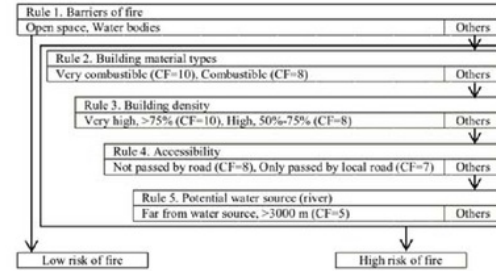 Rule 1. Barriers of fire
Open space, Water bodies Others
Rule 2. Building material types
Very combustible (CF=10), Combustible (CF=8) Others
Rule 3. Building density
Very high, >75% (CF=10), High, 50%-75% (CF=8) Others
Rule 4. Accessibility
Not passed by road (CF=8), Only passed by local road (CF=7) Others
Rule 5. Potential water source (river)
Far from water source, >3000 m (CF=5) Others
Low risk of fire High risk of fire